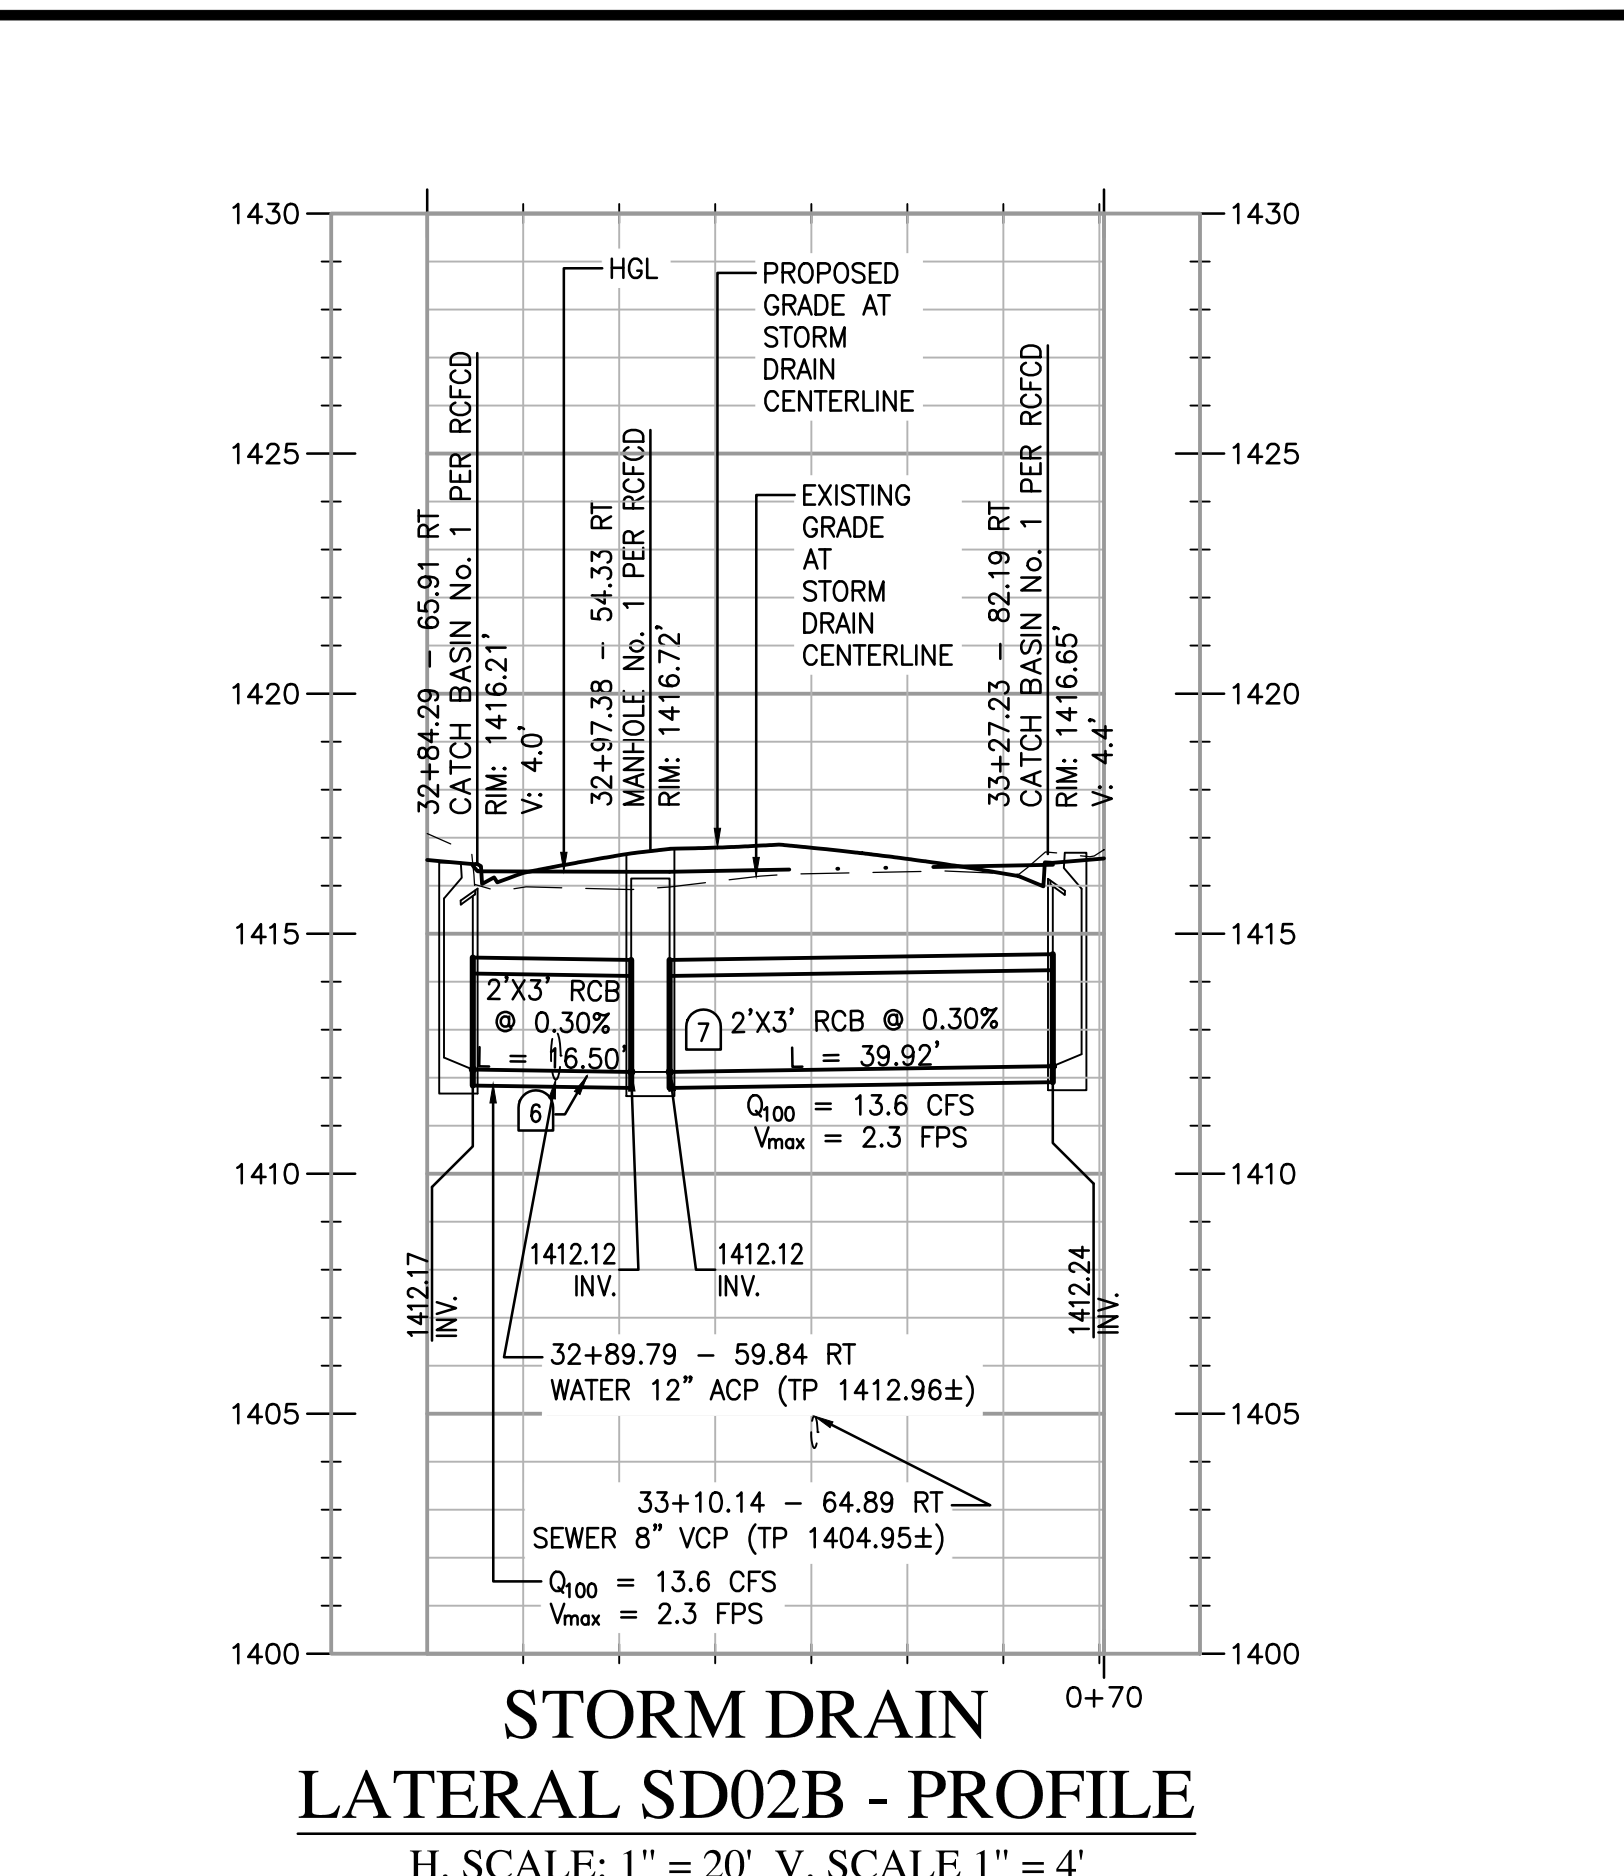 1430
1430
HGL
PROPOSED
GRADE AT
STORM
DRAIN
CENTERLINE
1425
1425
EXISTING
GRADE
AT
STORM
DRAIN
CENTERLINE
32+84.29 - 65.91 RT
CATCH BASIN No. 1 PER RCFCD
RIM: 1416.21'
V: 4.0'
32+97.38 - 54.33 RT
MANHOLE No. 1 PER RCFCD
RIM: 1416.72'
33+27.23 - 82.19 RT
CATCH BASIN No. 1 PER RCFCD
RIM: 1416.65'
V: 4.4'
1420
1420
1415
1415
2'X3' RCB
@ 0.30%
L = 16.50'
7
2'X3' RCB @ 0.30%
L = 39.92'
6
Q100 = 13.6 CFS
Vmax = 2.3 FPS
1410
1410
1412.17
INV.
1412.12
INV.
1412.12
INV.
1412.24
INV.
32+89.79 - 59.84 RT
WATER 12" ACP (TP 1412.96±)
1405
1405
33+10.14 - 64.89 RT
SEWER 8" VCP (TP 1404.95±)
Q100 = 13.6 CFS
Vmax = 2.3 FPS
1400
1400
0+70
STORM DRAIN
LATERAL SD02B - PROFILE
H. SCALE: 1" = 20' V. SCALE 1" = 4'